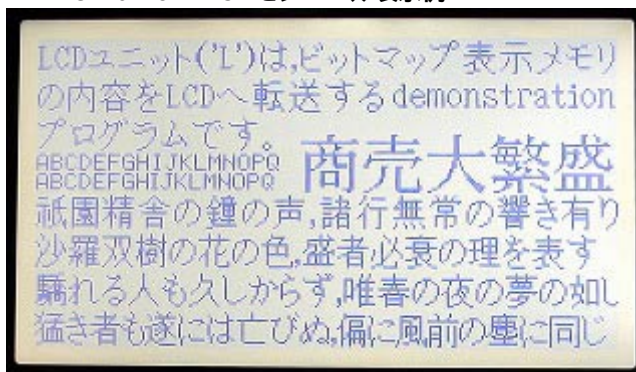 LCDユニット('L')は,ビットマップ表示メモリ
の内容をLCDへ転送するdemonstration
プログラムです。
ABCDEFGHIJKLMNOPQ
ABCDEFGHIJKLMNOPQ
商売大繁盛
祇園精舎の鐘の声,諸行無常の響き有り
沙羅双樹の花の色,盛者必衰の理を表す
驕れる人も久しからず,唯春の夜の夢の如し
猛き者も遂には亡びぬ,偏に風前の塵に同じ